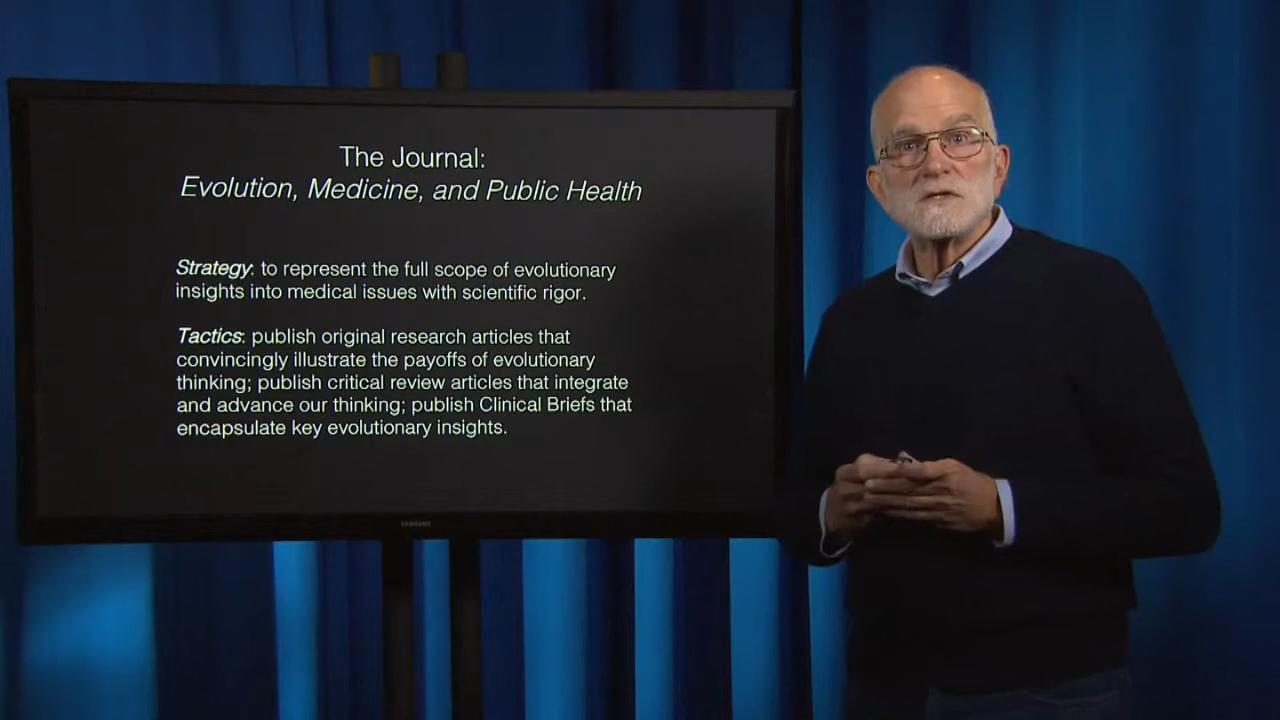 The Journal:
Evolution, Medicine, and Public Health
Strategy: to represent the full scope of evolutionary
insights into medical issues with scientific rigor.
Tactics: publish original research articles that
convincingly illustrate the payoffs of evolutionary
thinking; publish critical review articles that integrate
and advance our thinking; publish Clinical Briefs that
encapsulate key evolutionary insights.
SAMSUNG